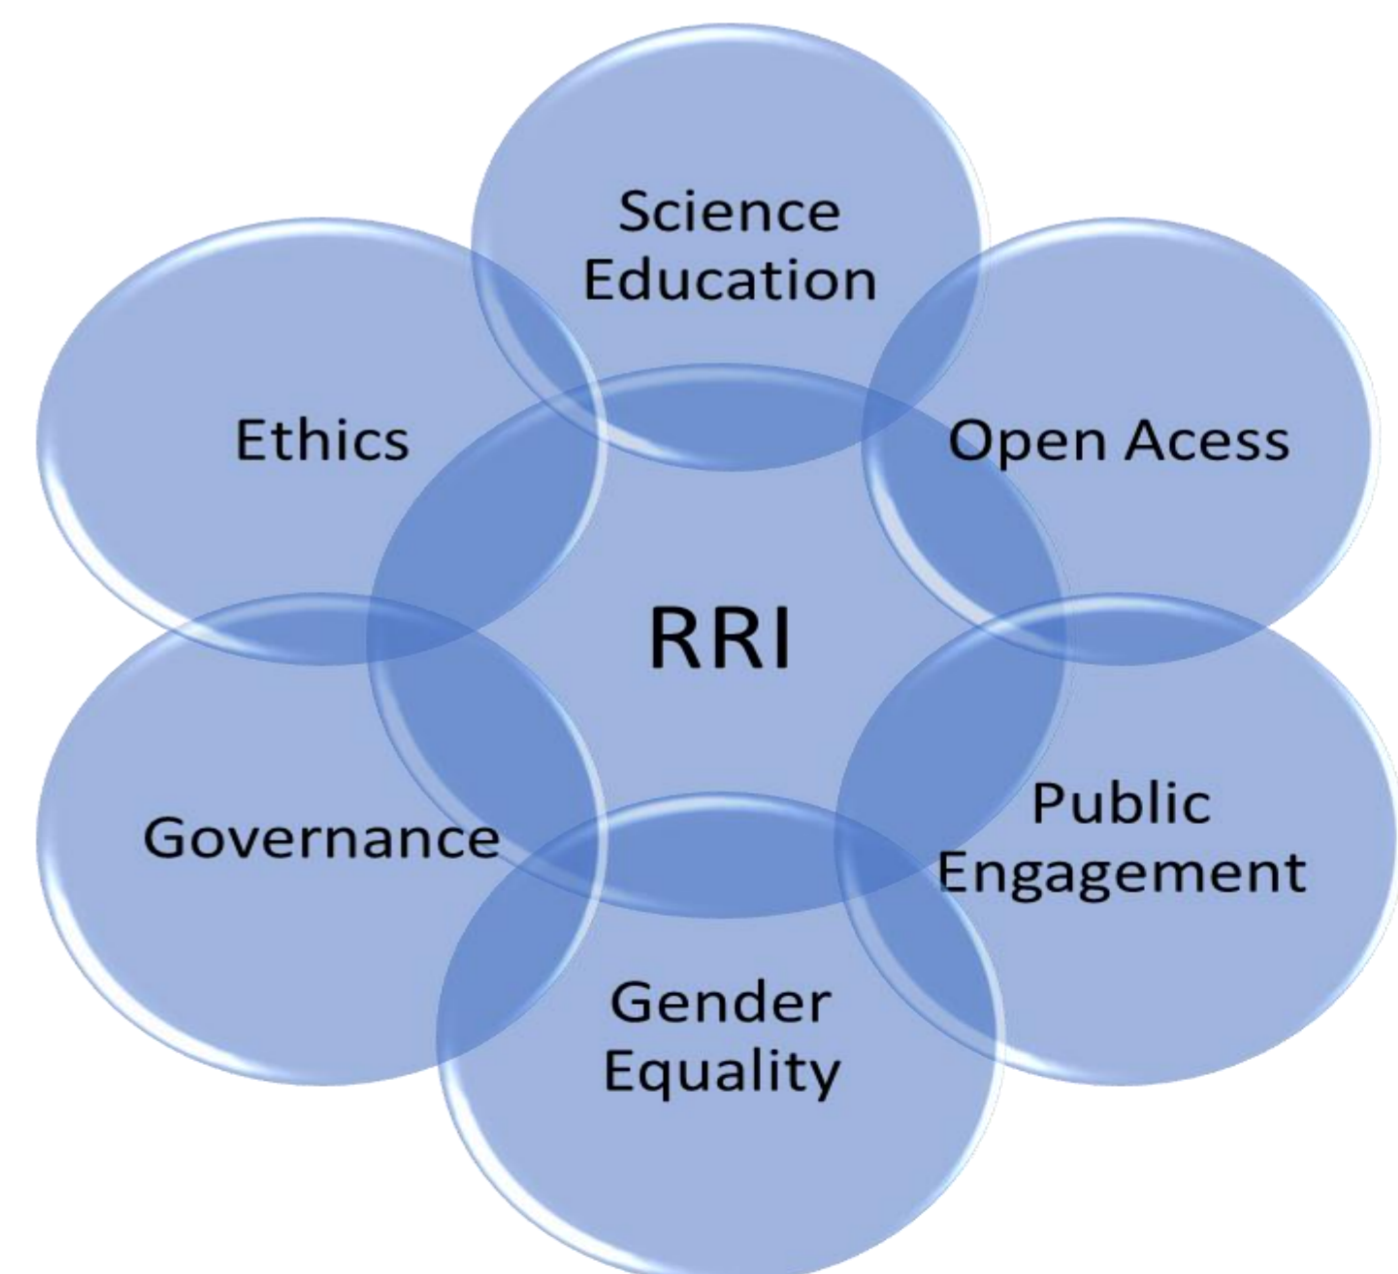 Science
Education
Ethics
Open Acess
RRI
Governance
Public
Engagement
Gender
Equality